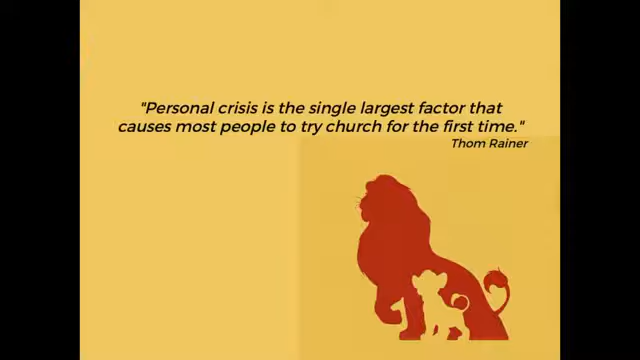 "Personal crisis is the single largest factor that
causes most people to try church for the first time."
Thom Rainer